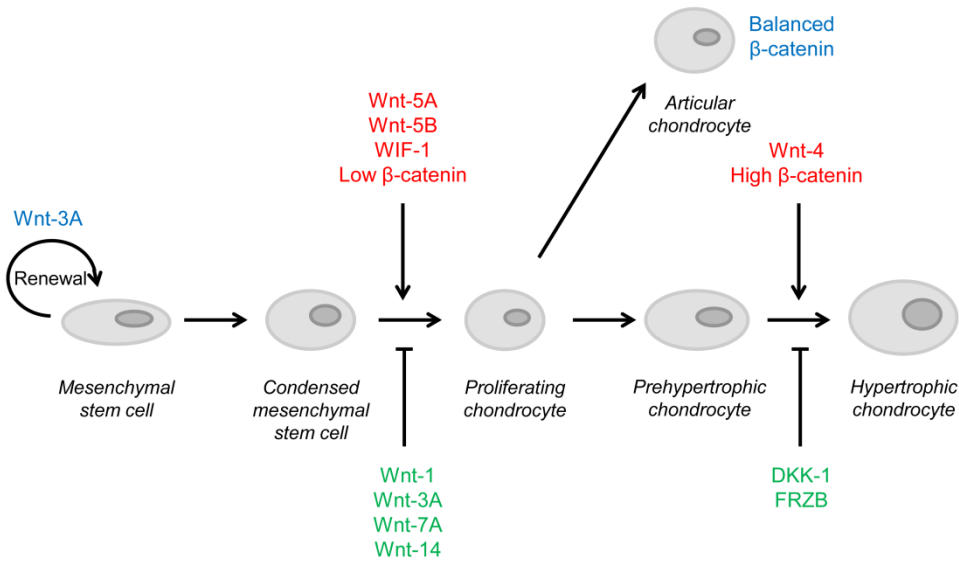 Balanced
β-catenin
Articular
chondrocyte
Wnt-5A
Wnt-5B
WIF-1
Low β-catenin
Wnt-4
High β-catenin
Wnt-3A
Renewal
Mesenchymal
stem cell
Condensed
mesenchymal
stem cell
Proliferating
chondrocyte
Prehypertrophic
chondrocyte
Hypertrophic
chondrocyte
Wnt-1
Wnt-3A
Wnt-7A
Wnt-14
DKK-1
FRZB